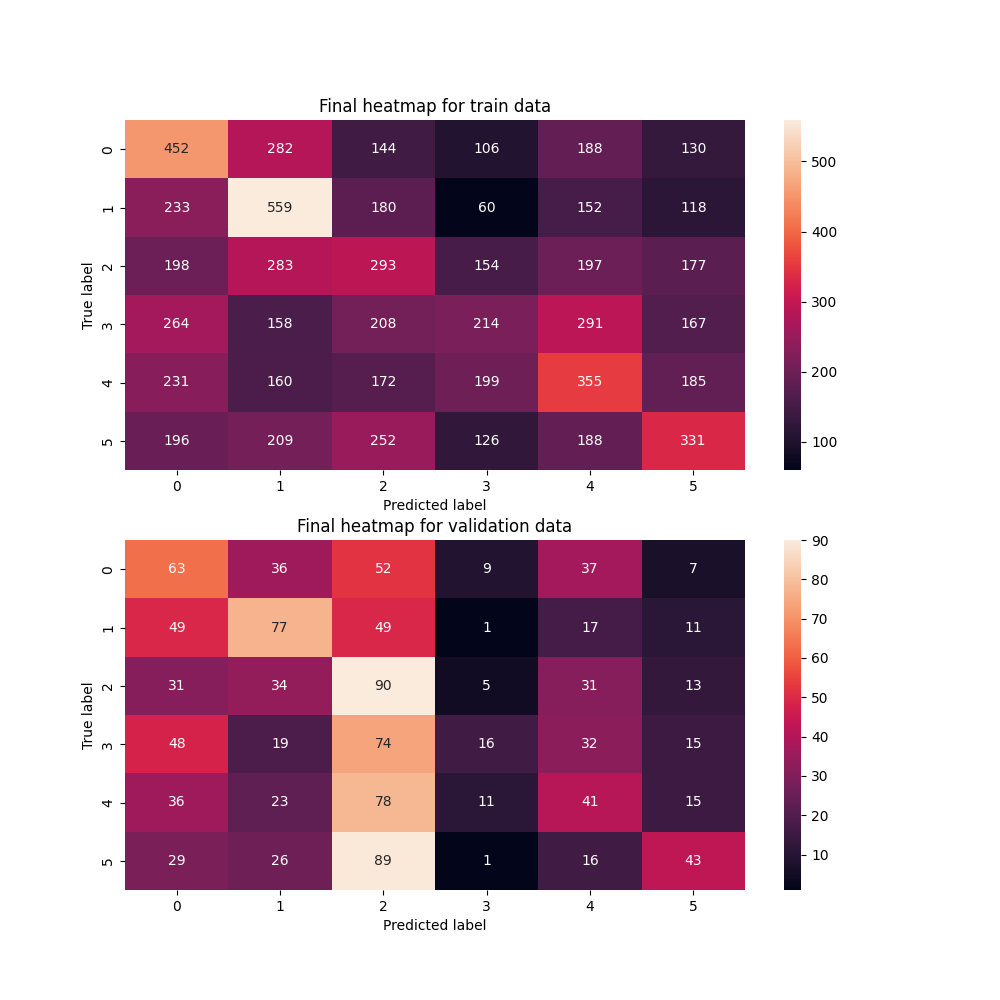 Final heatmap for train data
0 452 282 144 106 188 130
1 233 559 180 60 152 118
2 198 283 293 154 197 177
3 264 158 208 214 291 167
4 231 160 172 199 355 185
5 196 209 252 126 188 331
True label
0 1 2 3 4 5
Predicted label
500
400
300
200
100
Final heatmap for validation data
0 63 36 52 9 37 7
1 49 77 49 1 17 11
2 31 34 90 5 31 13
3 48 19 74 16 32 15
4 36 23 78 11 41 15
5 29 26 89 1 16 43
True label
0 1 2 3 4 5
Predicted label
90
80
70
60
50
40
30
20
10